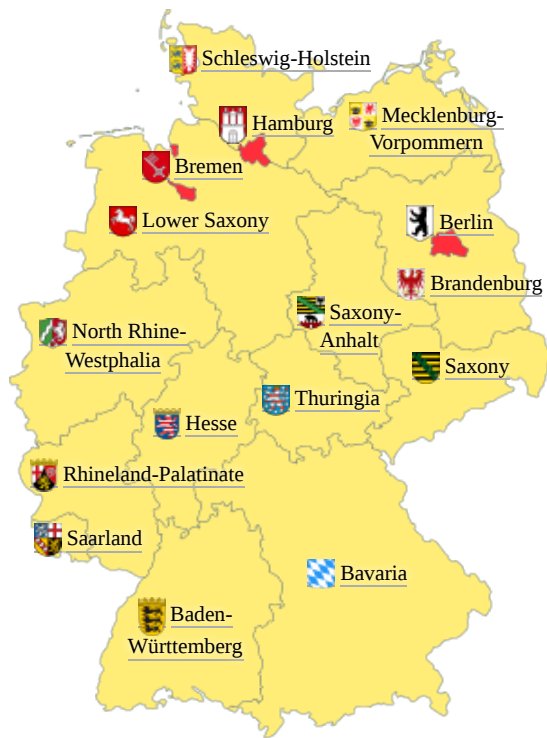 Schleswig-Holstein
Hamburg
Mecklenburg-
Vorpommern
Bremen
Lower Saxony
Berlin
Brandenburg
Saxony-
Anhalt
North Rhine-
Westphalia
Saxony
Thuringia
Hesse
Rhineland-Palatinate
Saarland
Bavaria
Baden-
Württemberg